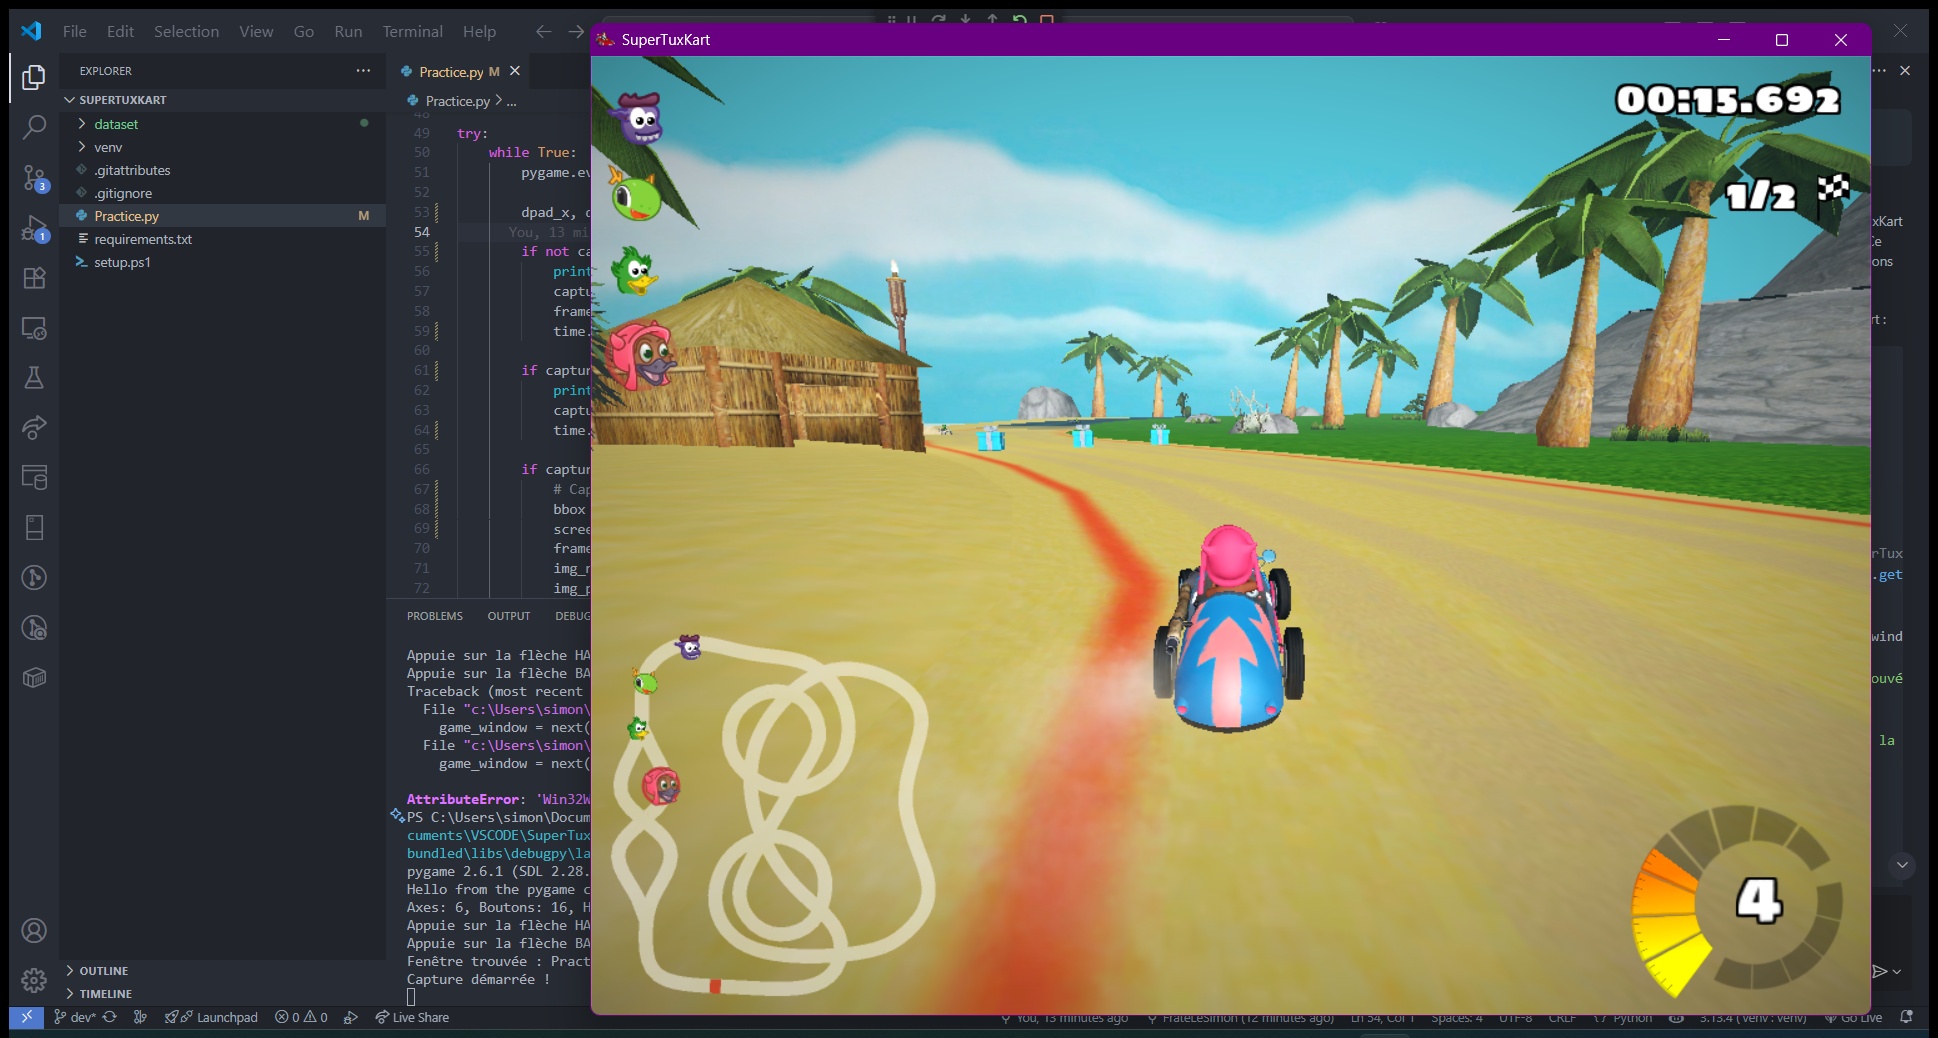 File Edit Selection View Go Run Terminal Help
SuperTuxKart
EXPLORER
SUPERTUXKART
dataset
venv
.gitattributes
.gitignore
Practice.py M
requirements.txt
setup.ps1
OUTLINE
TIMELINE
Practice.py M
Practice.py > ...
48
49 try:
50 while True:
51 pygame.ev
52
53 dpad_x, d
54 You, 13 mi
55 if not ca
56 print
57 captu
58 frame
59 time.
60
61 if captur
62 print
63 captu
64 time.
65
66 if captur
67 # Cap
68 bbox
69 scree
70 frame
71 img_r
72 img_p
PROBLEMS OUTPUT DEBUG
Appuie sur la flèche HA
Appuie sur la flèche BA
Traceback (most recent
File "c:\Users\simon\
game_window = next(
File "c:\Users\simon\
game_window = next(
AttributeError: 'Win32W
PS C:\Users\simon\Docum
cuments\VSCODE\SuperTux
bundled\libs\debugpy\la
pygame 2.6.1 (SDL 2.28.
Hello from the pygame c
Axes: 6, Boutons: 16, H
Appuie sur la flèche HA
Appuie sur la flèche BA
Fenêtre trouvée : Pract
Capture démarrée !
00:15.692
1/2
4
xKart
ions
rt :
rTux
.get
wind
ouvé
la
3
1
dev* Launchpad 0 0 Live Share
You, 13 minutes ago FrateLeSimon (12 minutes ago) Ln 54, Col 1 Spaces: 4 UTF-8 CRLF Python 3.13.4 (venv: venv) Go Live